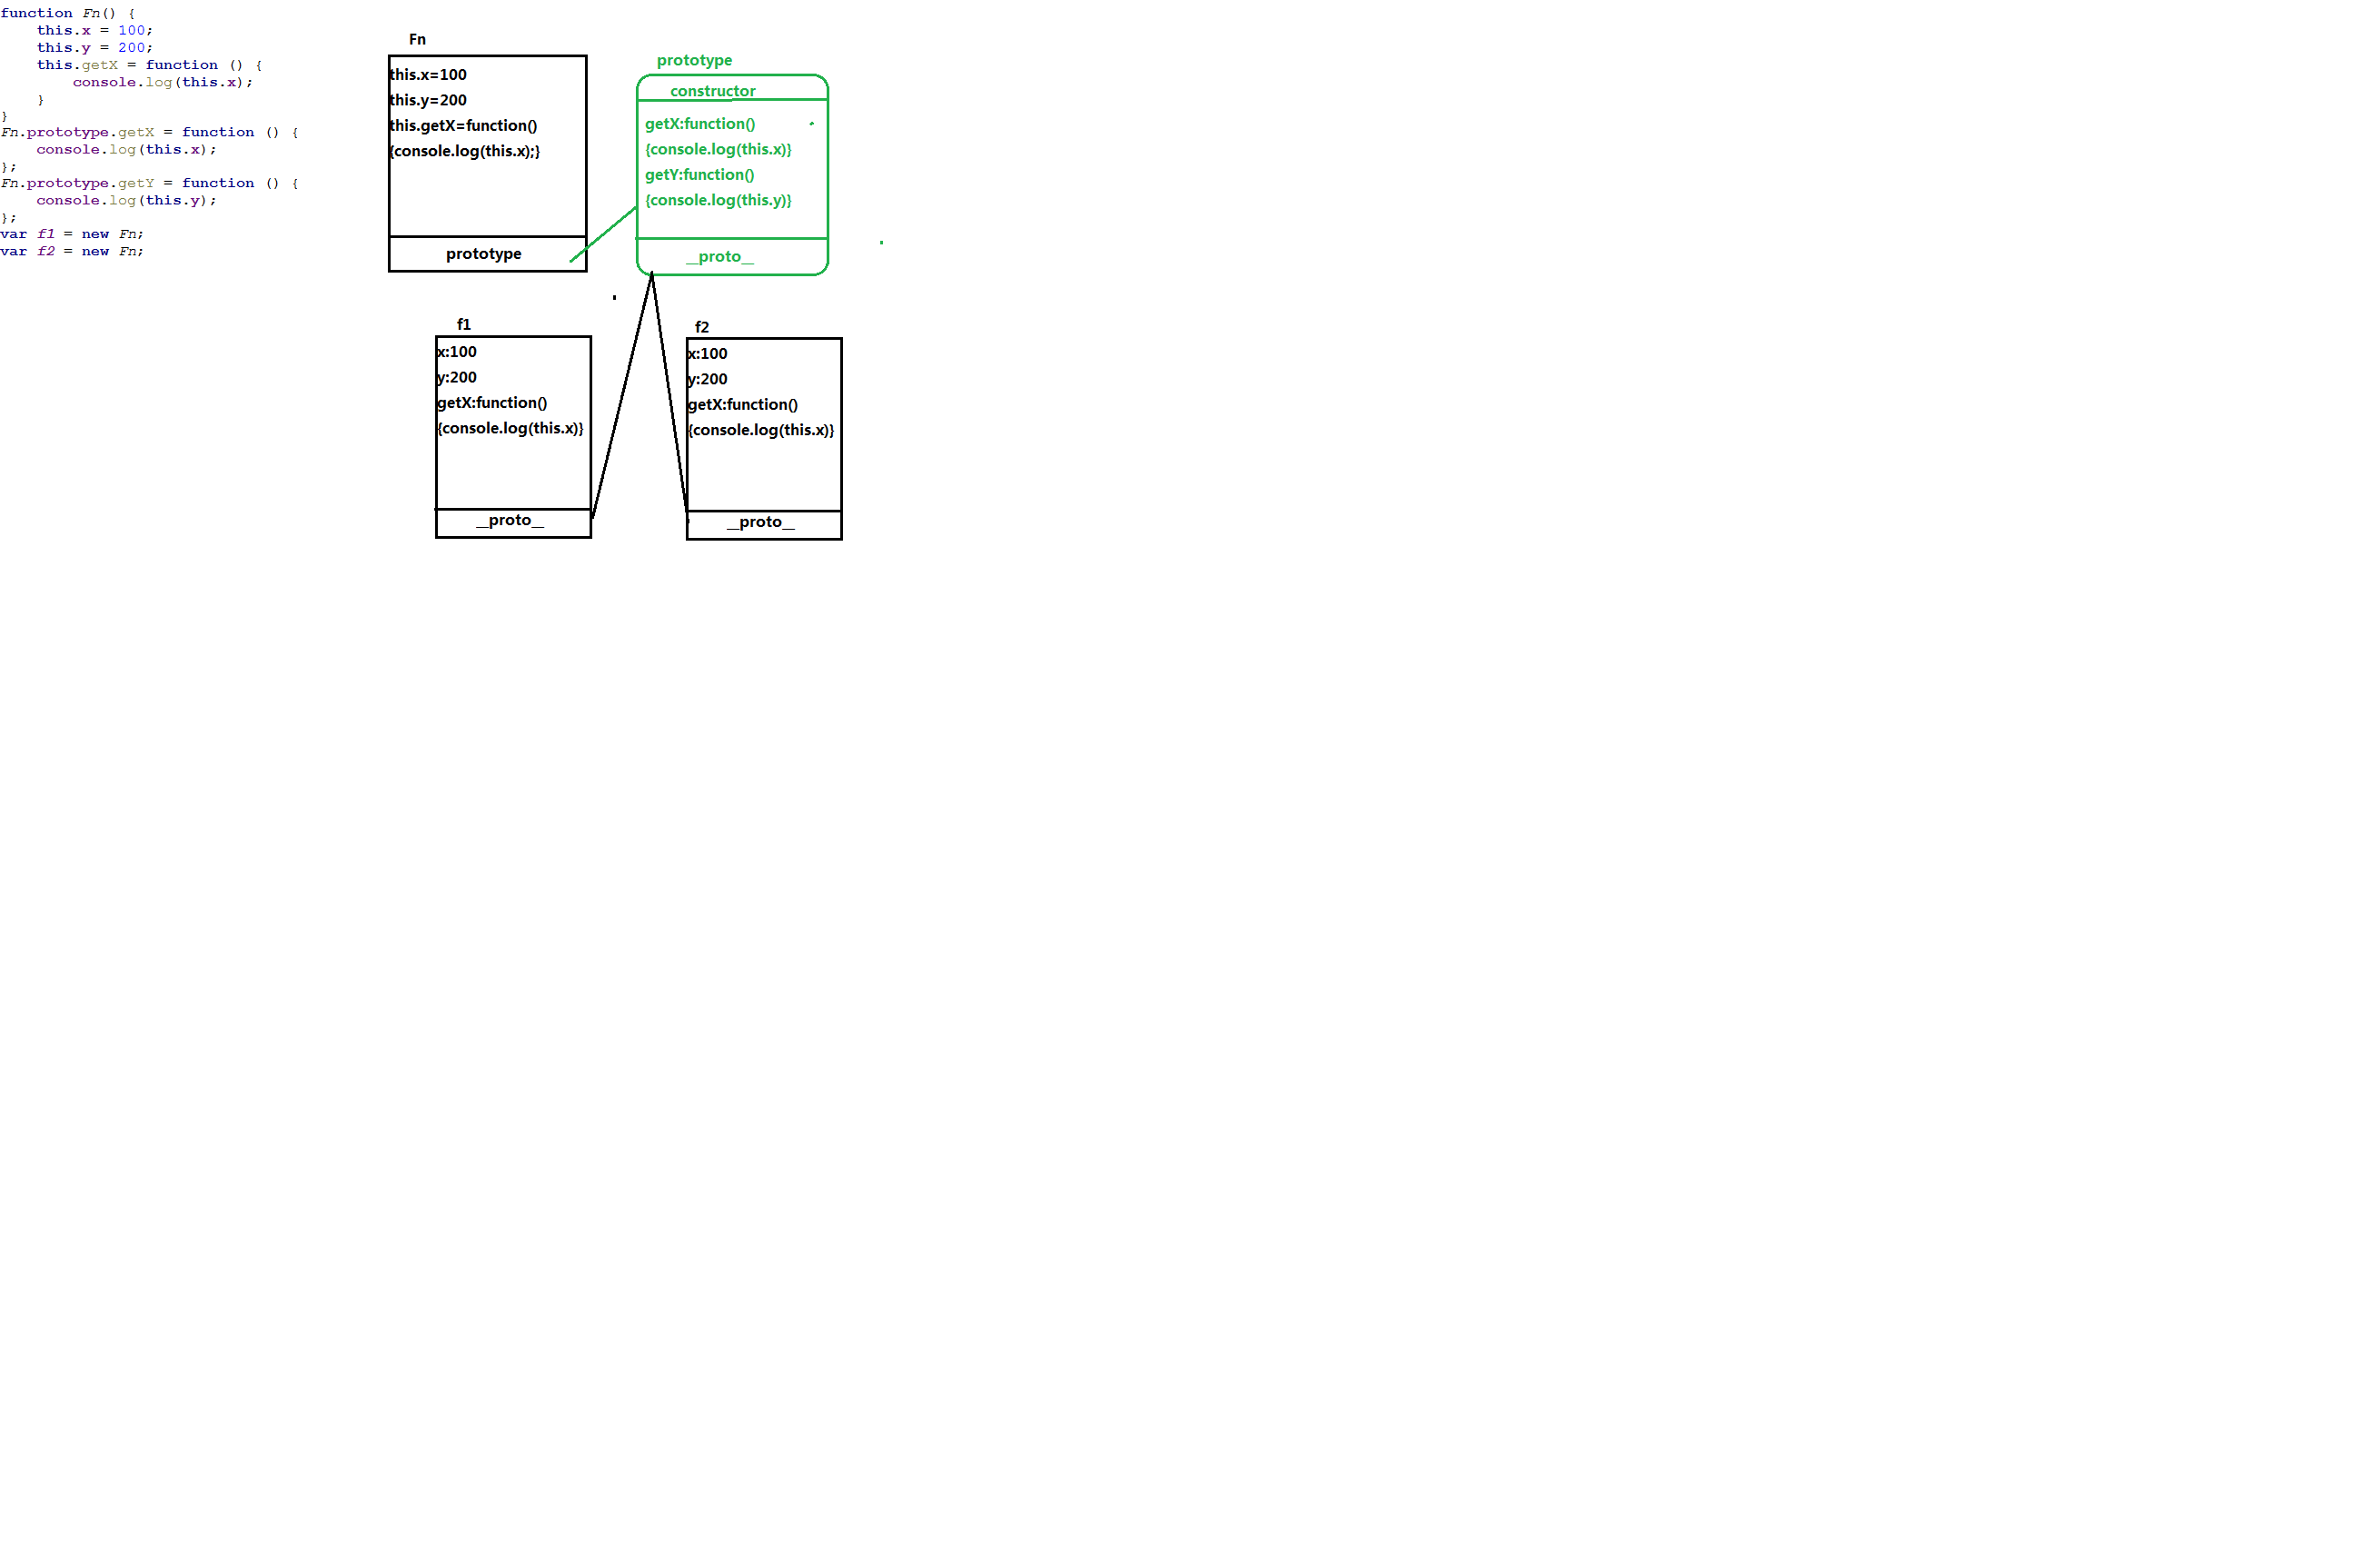 function Fn() {
    this.x = 100;
    this.y = 200;
    this.getX = function () {
        console.log(this.x);
    }
}
Fn.prototype.getX = function () {
    console.log(this.x);
};
Fn.prototype.getY = function () {
    console.log(this.y);
};
var f1 = new Fn;
var f2 = new Fn;
Fn
this.x=100
this.y=200
this.getX=function()
{console.log(this.x);}
prototype
prototype
constructor
getX:function()
{console.log(this.x)}
getY:function()
{console.log(this.y)}
__proto__
f1
x:100
y:200
getX:function()
{console.log(this.x)}
__proto__
f2
x:100
y:200
getX:function()
{console.log(this.x)}
__proto__